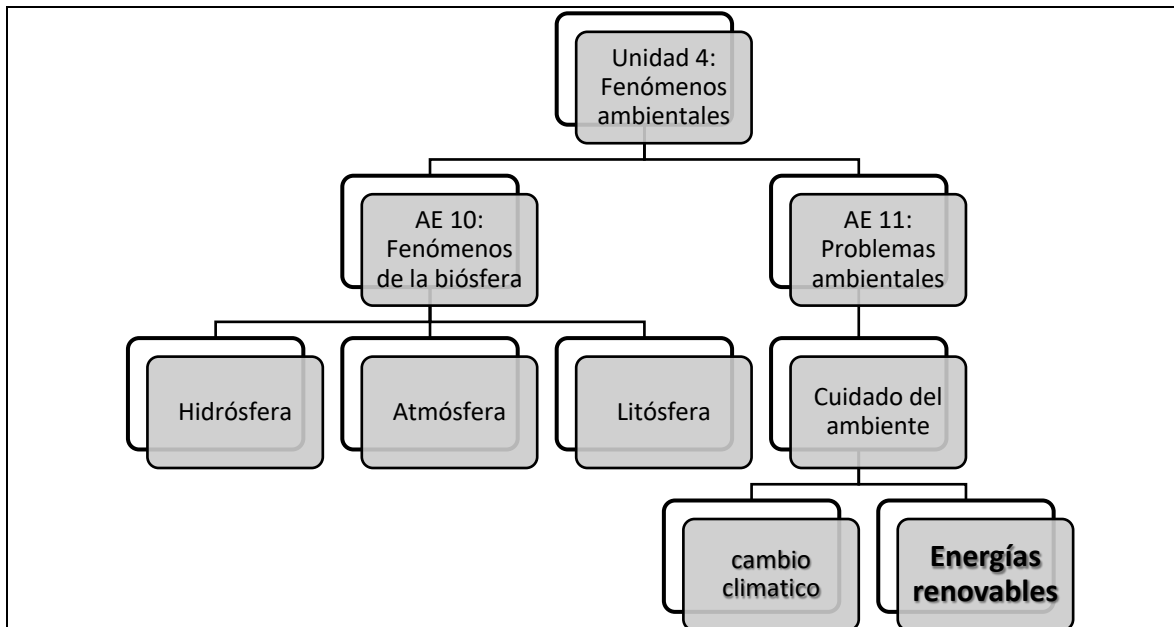 Unidad 4:
Fenómenos
ambientales
AE 10:
Fenómenos
de la biósfera
AE 11:
Problemas
ambientales
Hidrósfera
Atmósfera
Litósfera
Cuidado del
ambiente
cambio
climatico
Energías
renovables